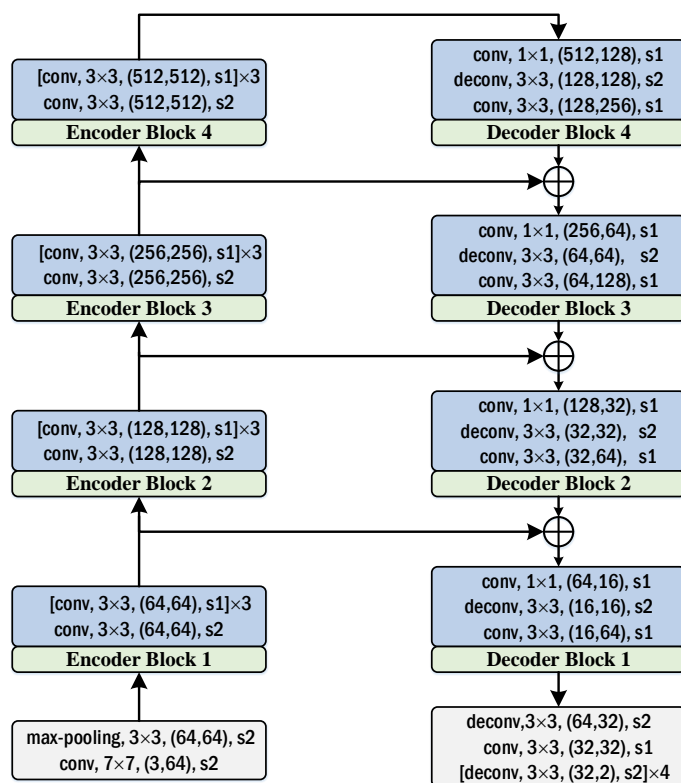 [conv, 3×3, (512,512), s1]×3
conv, 3×3, (512,512), s2
Encoder Block 4
[conv, 3×3, (256,256), s1]×3
conv, 3×3, (256,256), s2
Encoder Block 3
[conv, 3×3, (128,128), s1]×3
conv, 3×3, (128,128), s2
Encoder Block 2
[conv, 3×3, (64,64), s1]×3
conv, 3×3, (64,64), s2
Encoder Block 1
max-pooling, 3×3, (64,64), s2
conv, 7×7, (3,64), s2
conv, 1×1, (512,128), s1
deconv, 3×3, (128,128), s2
conv, 3×3, (128,256), s1
Decoder Block 4
conv, 1×1, (256,64), s1
deconv, 3×3, (64,64), s2
conv, 3×3, (64,128), s1
Decoder Block 3
conv, 1×1, (128,32), s1
deconv, 3×3, (32,32), s2
conv, 3×3, (32,64), s1
Decoder Block 2
conv, 1×1, (64,16), s1
deconv, 3×3, (16,16), s2
conv, 3×3, (16,64), s1
Decoder Block 1
deconv,3×3, (64,32), s2
conv, 3×3, (32,32), s1
[deconv, 3×3, (32,2), s2]×4